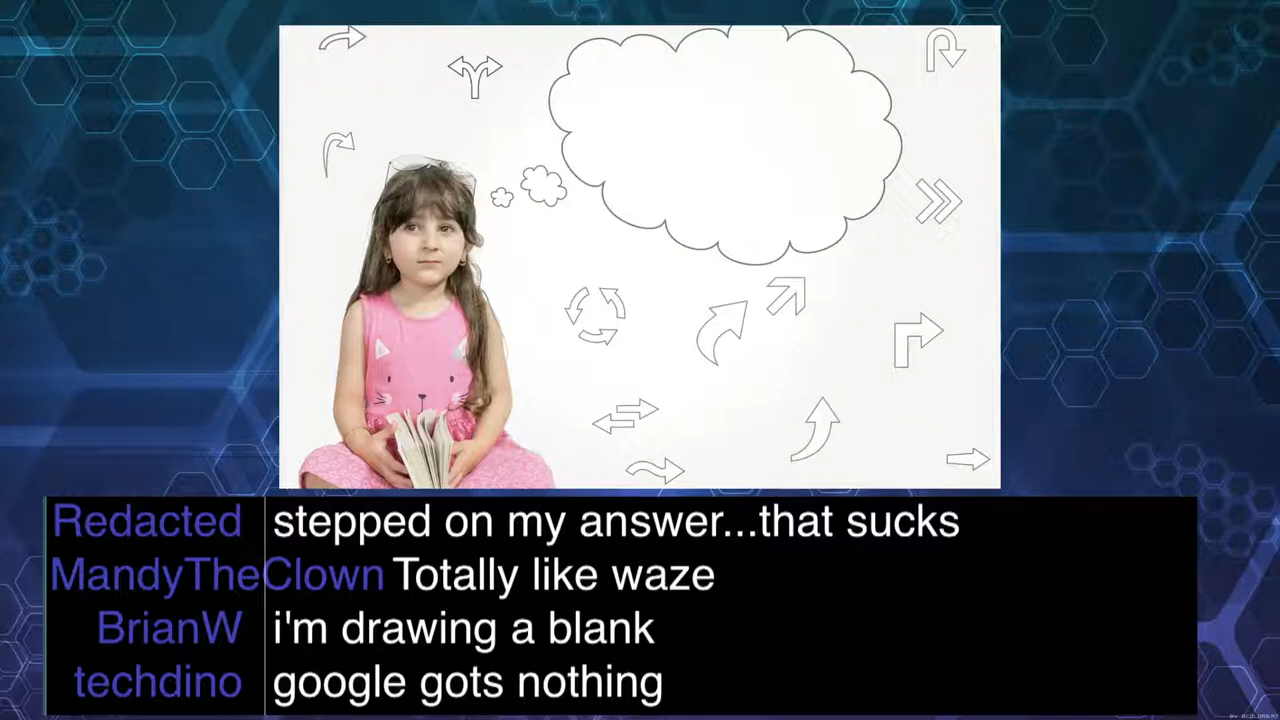 Redacted stepped on my answer...that sucks
MandyTheClown Totally like waze
BrianW i'm drawing a blank
techdino google gots nothing